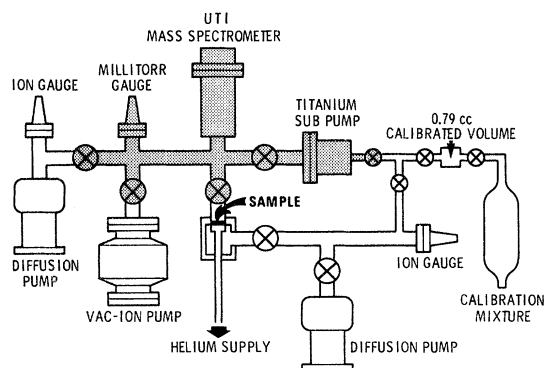 UTI
MASS SPECTROMETER
ION GAUGE
MILLITORR
GAUGE
TITANIUM
SUB PUMP
0.79 cc
CALIBRATED VOLUME
SAMPLE
DIFFUSION
PUMP
VAC-ION PUMP
HELIUM SUPPLY
DIFFUSION PUMP
ION GAUGE
CALIBRATION
MIXTURE